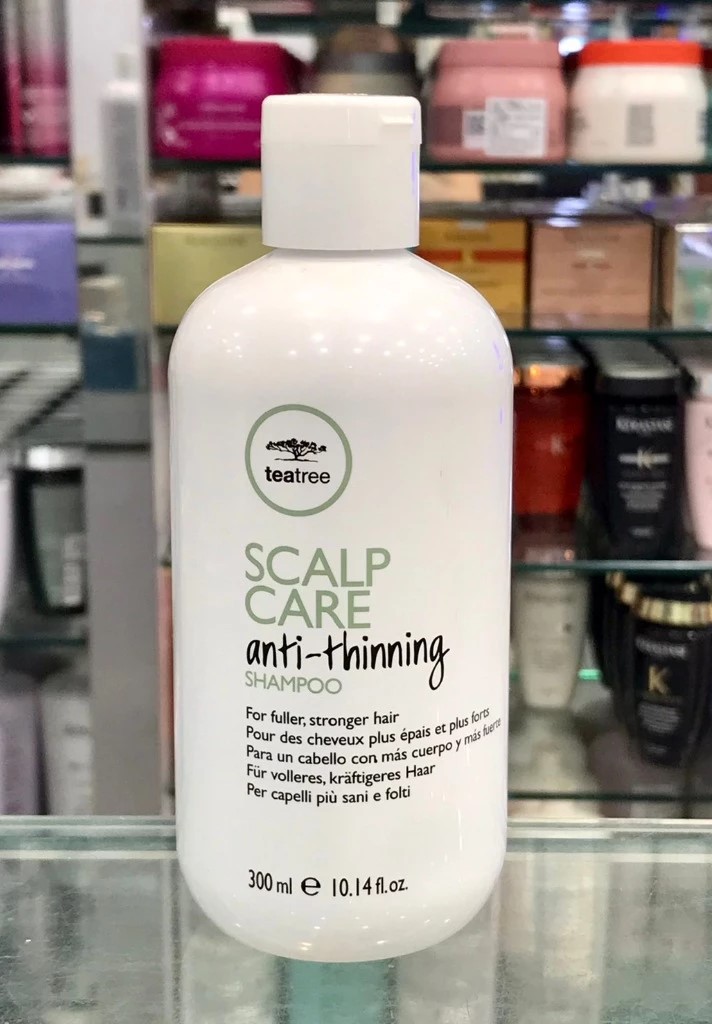 teatree
SCALP
CARE
anti-thinning
SHAMPOO
For fuller, stronger hair
Pour des cheveux plus épais et plus forts
Para un cabello con más cuerpo y más fuerte
Für volleres, kräftigeres Haar
Per capelli più sani e folti
300 ml e 10.14 fl.oz.
KERASTASE
K
K